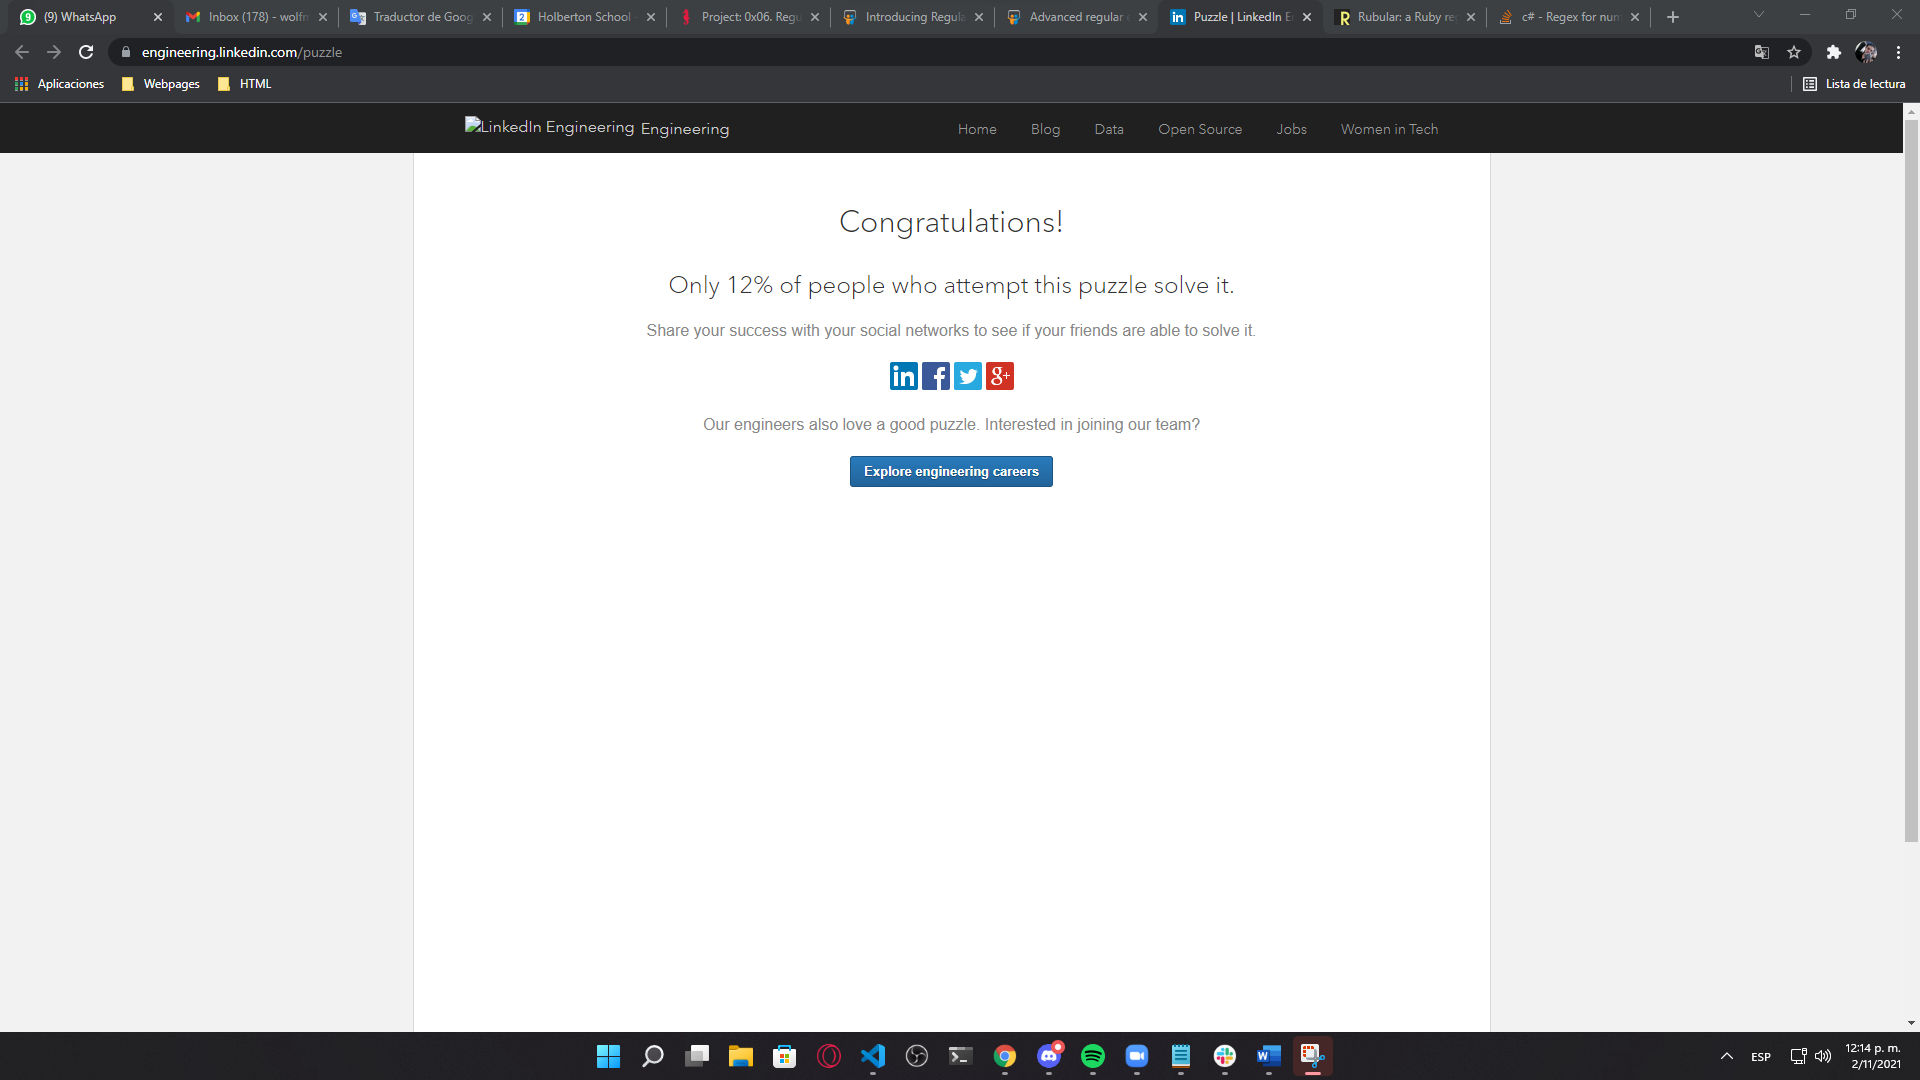 (9) WhatsApp
Inbox (178) - wolfm
Traductor de Goog
Holberton School -
Project: 0x06. Regu
Introducing Regula
Advanced regular
Puzzle | LinkedIn E
Rubular: a Ruby re
c# - Regex for num
engineering.linkedin.com/puzzle
Aplicaciones
Webpages
HTML
Lista de lectura
LinkedIn Engineering Engineering
Home
Blog
Data
Open Source
Jobs
Women in Tech
Congratulations!
Only 12% of people who attempt this puzzle solve it.
Share your success with your social networks to see if your friends are able to solve it.
in f g+
Our engineers also love a good puzzle. Interested in joining our team?
Explore engineering careers
ESP
12:14 p. m.
2/11/2021